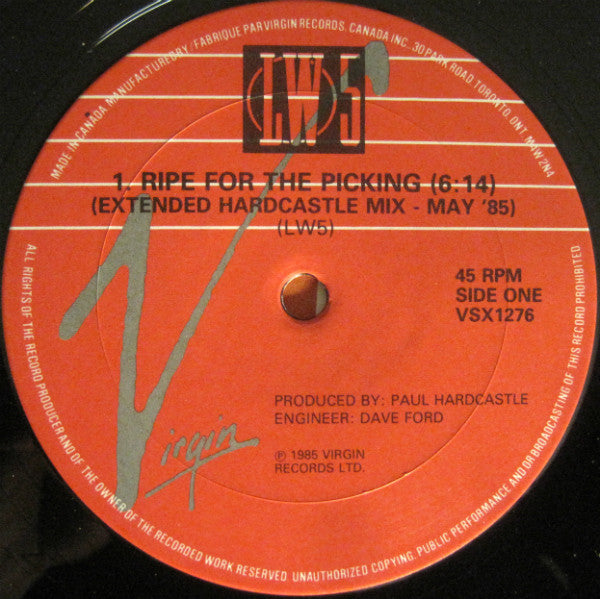 MADE IN CANADA MANUFACTURED BY / FABRIQUE PAR VIRGIN RECORDS, CANADA INC., 30 PARK ROAD TORONTO, ONT. M4W 2N4
LW5
1. RIPE FOR THE PICKING (6:14)
(EXTENDED HARDCASTLE MIX - MAY '85)
(LW5)
45 RPM
SIDE ONE
VSX1276
PRODUCED BY: PAUL HARDCASTLE
ENGINEER: DAVE FORD
Virgin
℗ 1985 VIRGIN
RECORDS LTD.
ALL RIGHTS OF THE RECORD PRODUCER AND OF THE OWNER OF THE RECORDED WORK RESERVED. UNAUTHORIZED COPYING, PUBLIC PERFORMANCE AND/OR BROADCASTING OF THIS RECORD PROHIBITED